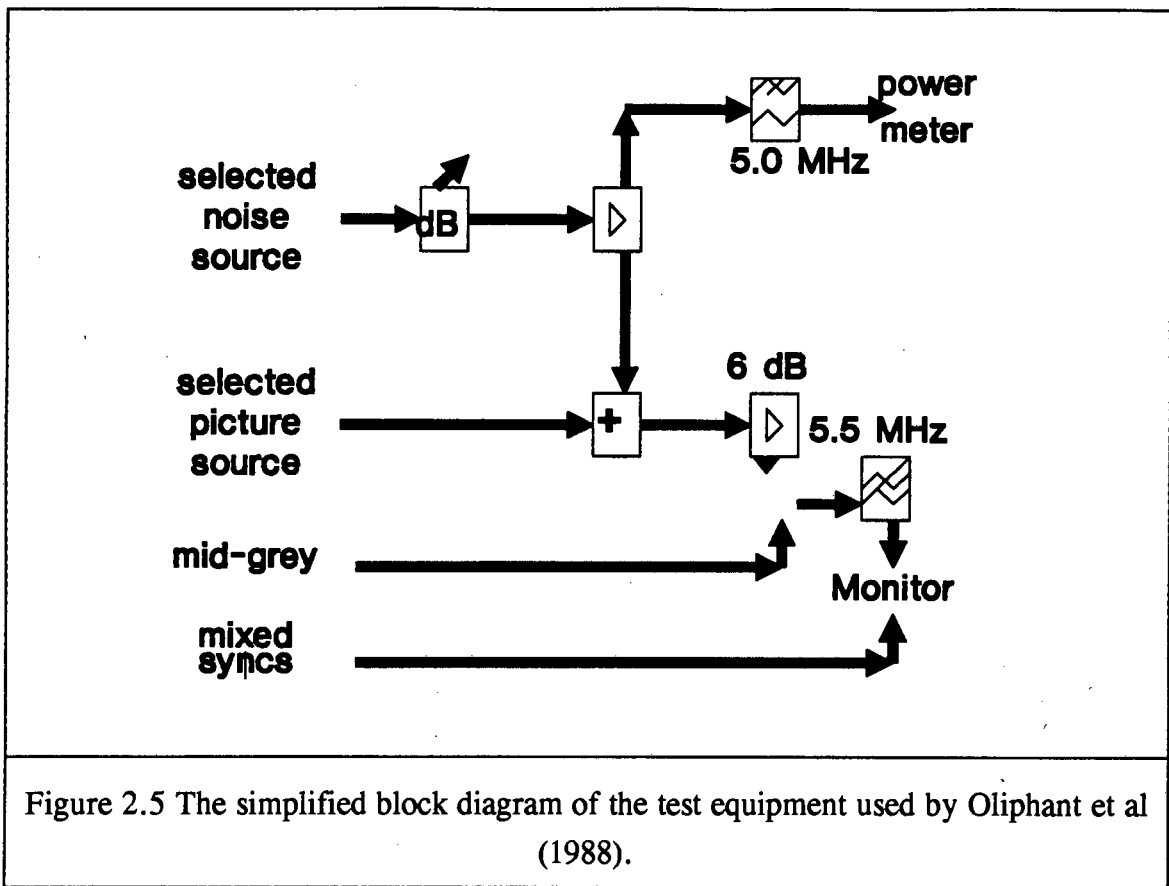 power
meter
5.0 MHz
selected
noise
source
dB
6 dB
selected
picture
source
+
5.5 MHz
mid-grey
Monitor
mixed
syncs
Figure 2.5 The simplified block diagram of the test equipment used by Oliphant et al
(1988).